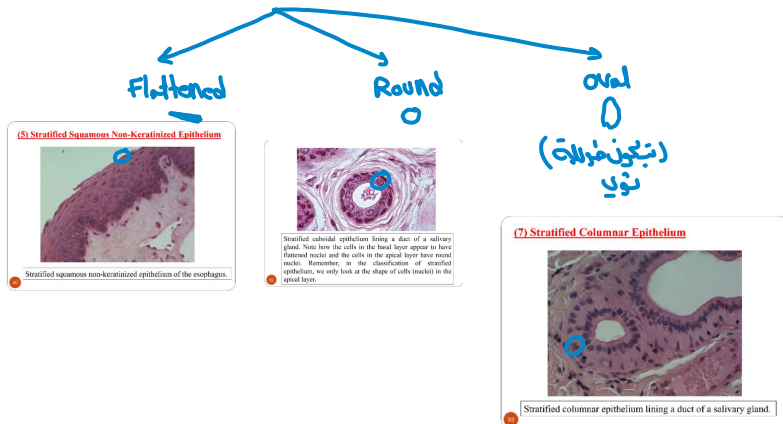 Flattened
Round
oval
(بتكون طويلة
شوي)
(5) Stratified Squamous Non-Keratinized Epithelium
Stratified squamous non-keratinized epithelium of the esophagus.
Stratified cuboidal epithelium lining a duct of a salivary
gland. Note how the cells in the basal layer appear to have
flattened nuclei and the cells in the apical layer have round
nuclei. Remember, in the classification of stratified
epithelium, we only look at the shape of cells (nuclei) in the
apical layer.
(7) Stratified Columnar Epithelium
Stratified columnar epithelium lining a duct of a salivary gland.